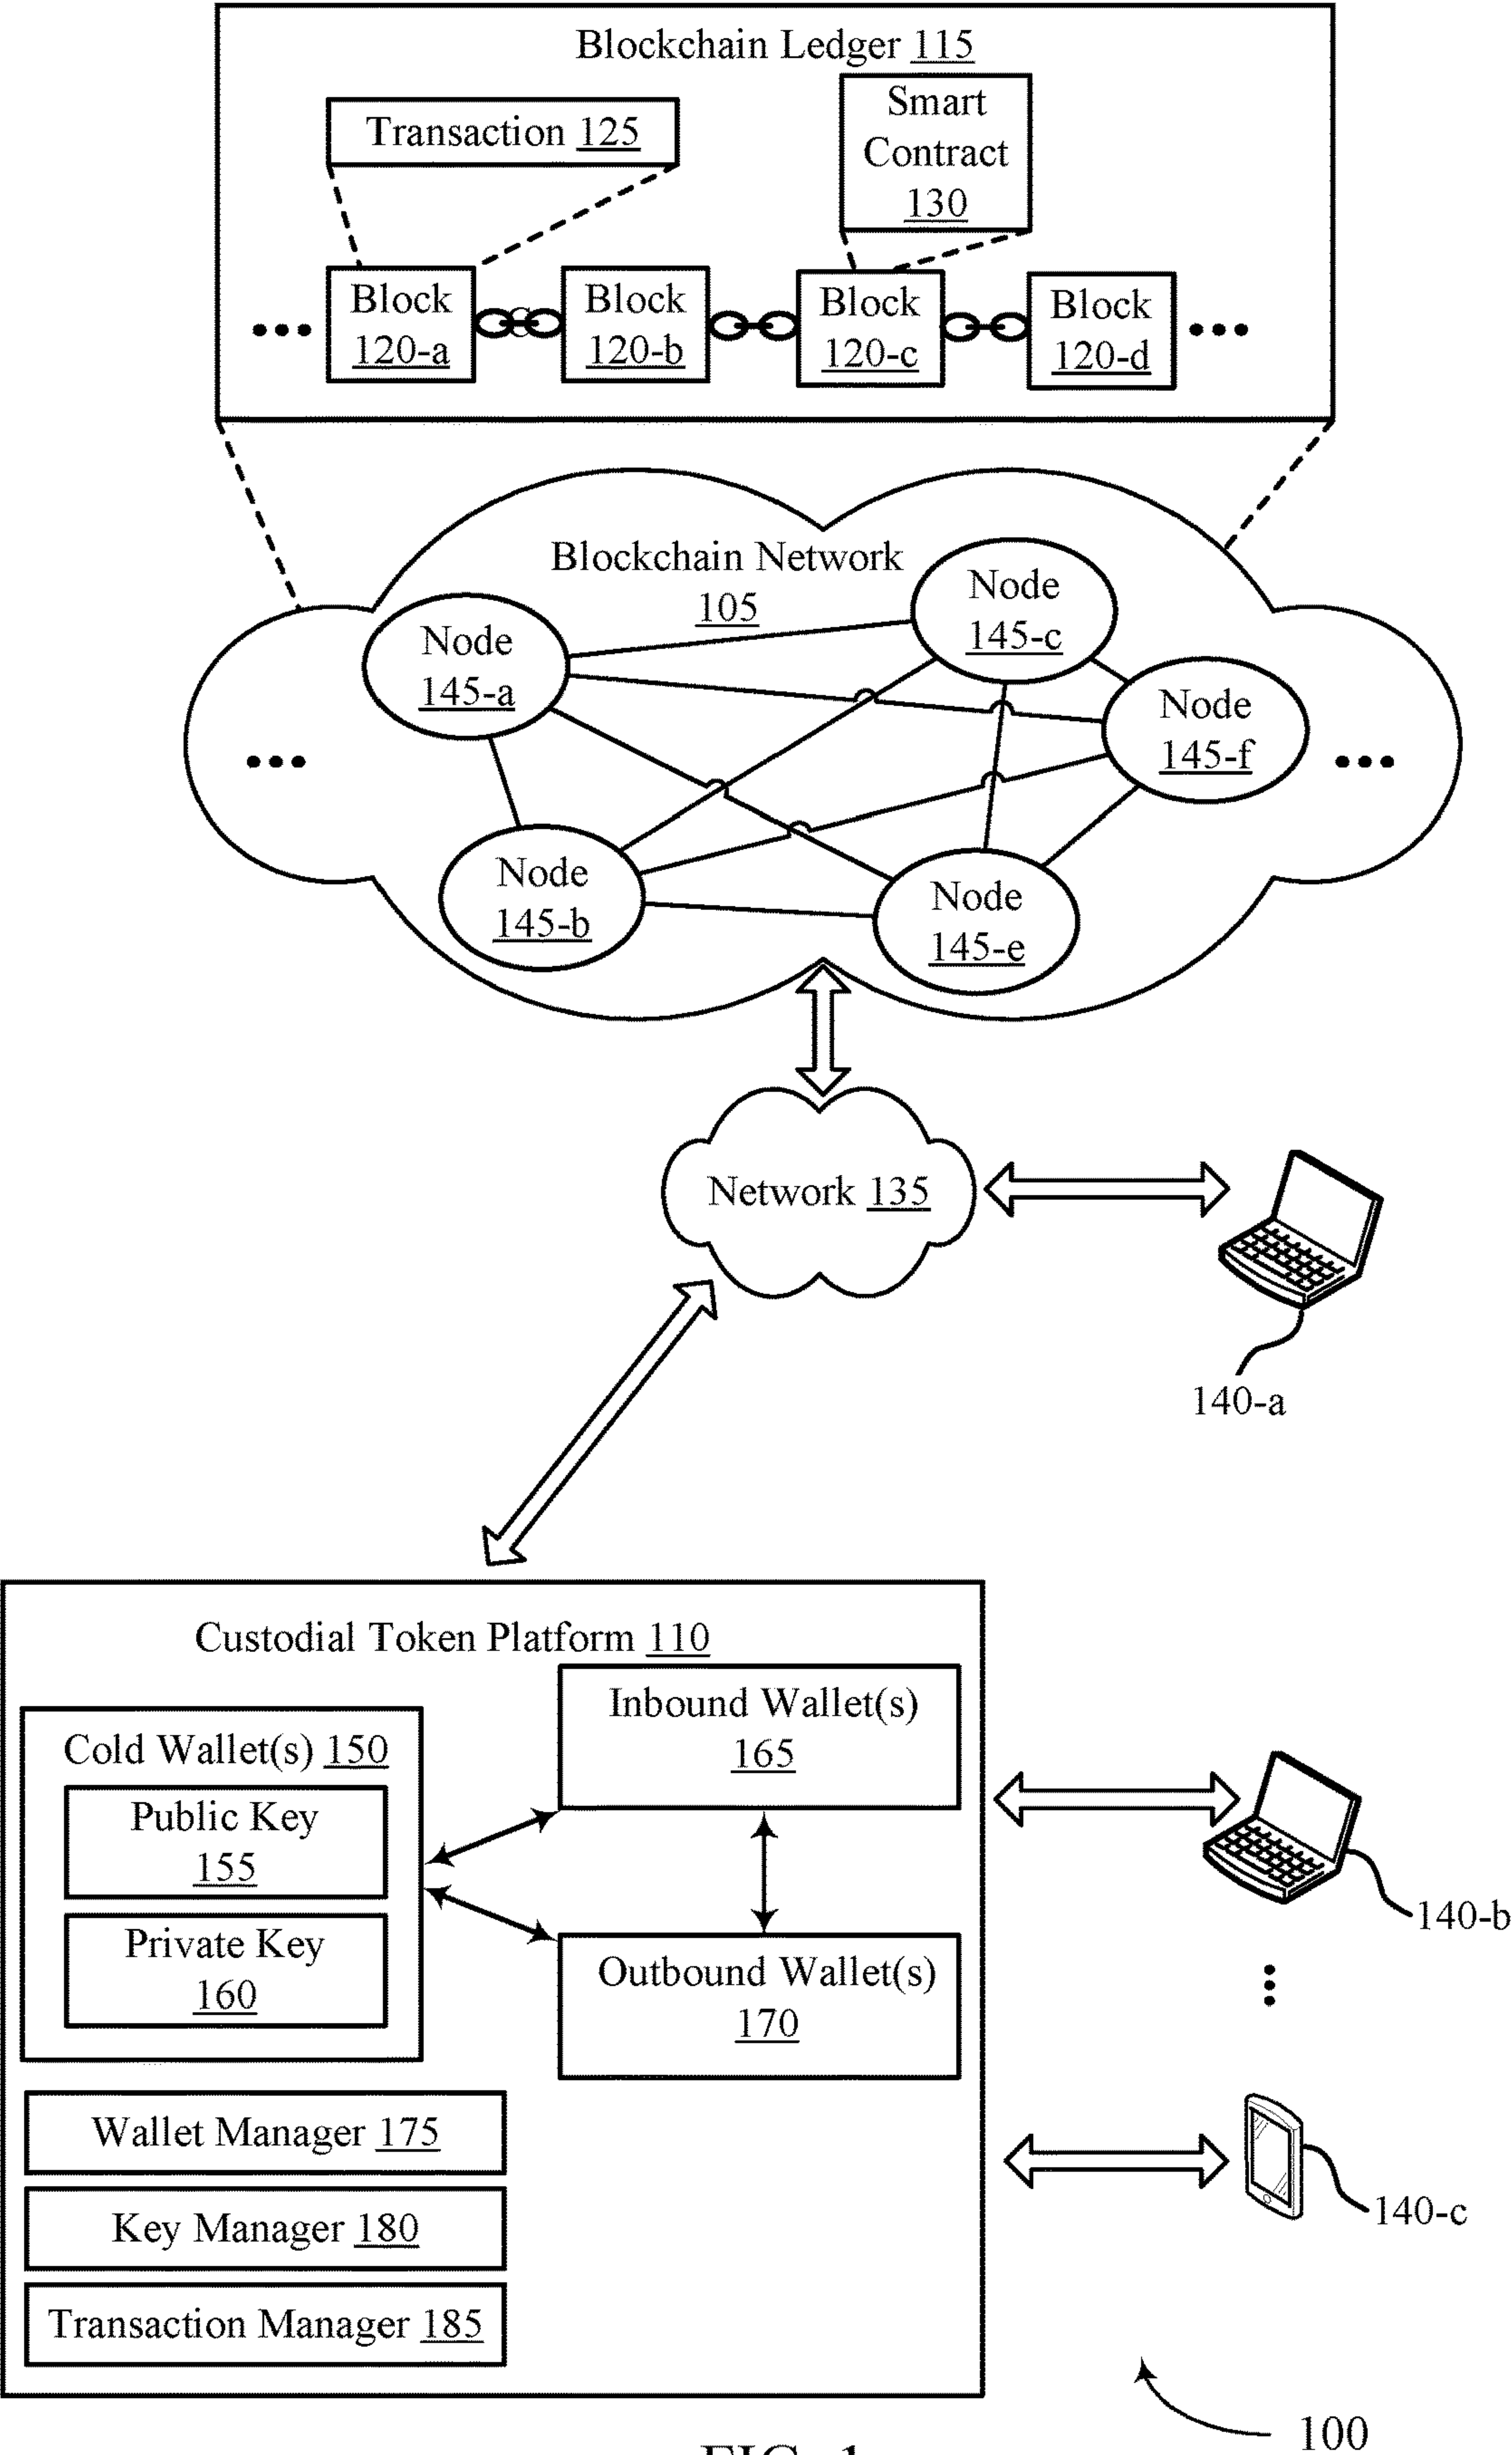 Blockchain Ledger 115
Transaction 125
Smart
Contract
130
Block
120-a
Block
120-b
Block
120-c
Block
120-d
Blockchain Network
105
Node
145-a
Node
145-c
Node
145-f
Node
145-b
Node
145-e
Network 135
140-a
Custodial Token Platform 110
Inbound Wallet(s)
165
Cold Wallet(s) 150
Public Key
155
Private Key
160
Outbound Wallet(s)
170
140-b
Wallet Manager 175
Key Manager 180
Transaction Manager 185
140-c
100